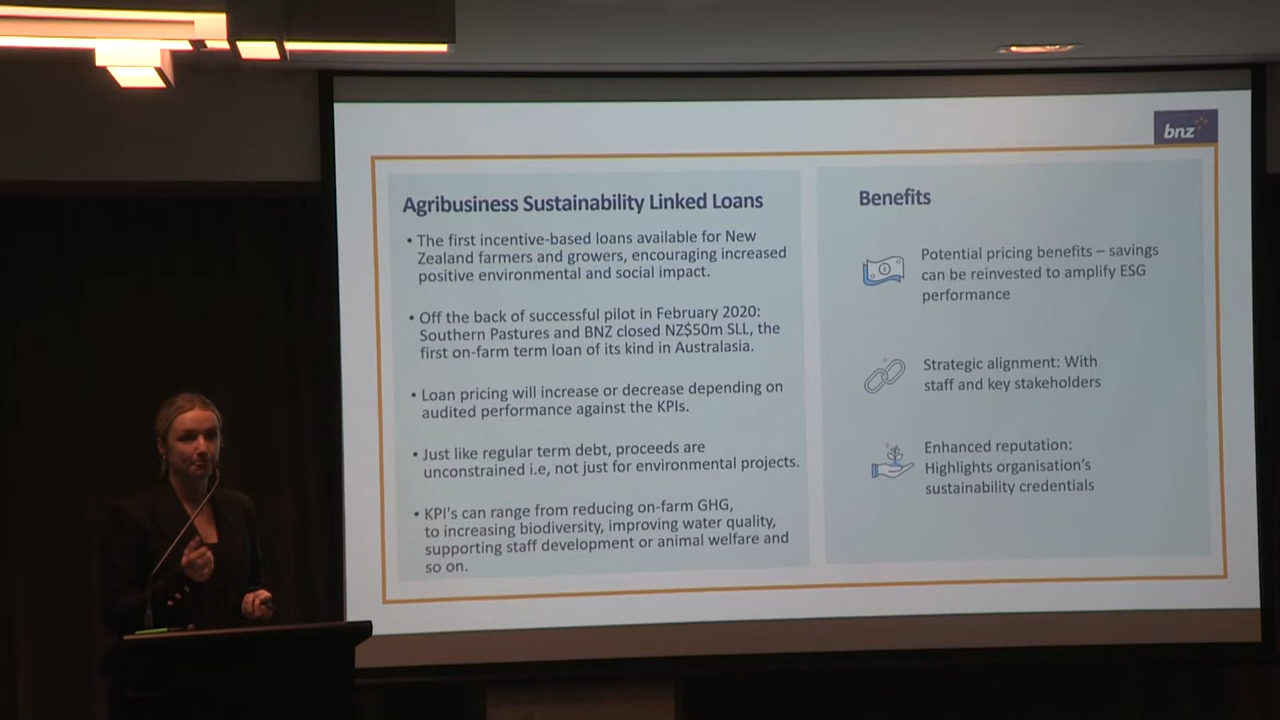 bnz
Agribusiness Sustainability Linked Loans
• The first incentive-based loans available for New
Zealand farmers and growers, encouraging increased
positive environmental and social impact.
• Off the back of successful pilot in February 2020:
Southern Pastures and BNZ closed NZ$50m SLL, the
first on-farm term loan of its kind in Australasia.
• Loan pricing will increase or decrease depending on
audited performance against the KPIs.
• Just like regular term debt, proceeds are
unconstrained i.e, not just for environmental projects.
• KPI's can range from reducing on-farm GHG,
to increasing biodiversity, improving water quality,
supporting staff development or animal welfare and
so on.
Benefits
Potential pricing benefits – savings
can be reinvested to amplify ESG
performance
Strategic alignment: With
staff and key stakeholders
Enhanced reputation:
Highlights organisation's
sustainability credentials